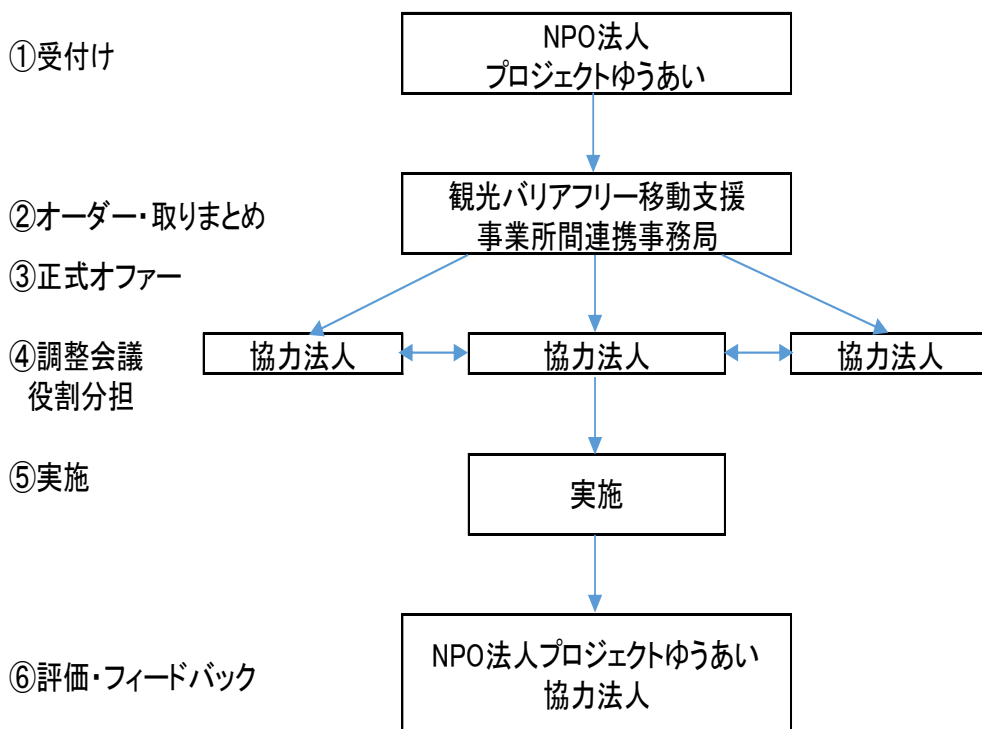 ①受付け
NPO法人
プロジェクトゆうあい
②オーダー・取りまとめ
観光バリアフリー移動支援
事業所間連携事務局
③正式オファー
④調整会議
役割分担
協力法人
協力法人
協力法人
⑤実施
実施
⑥評価・フィードバック
NPO法人プロジェクトゆうあい
協力法人